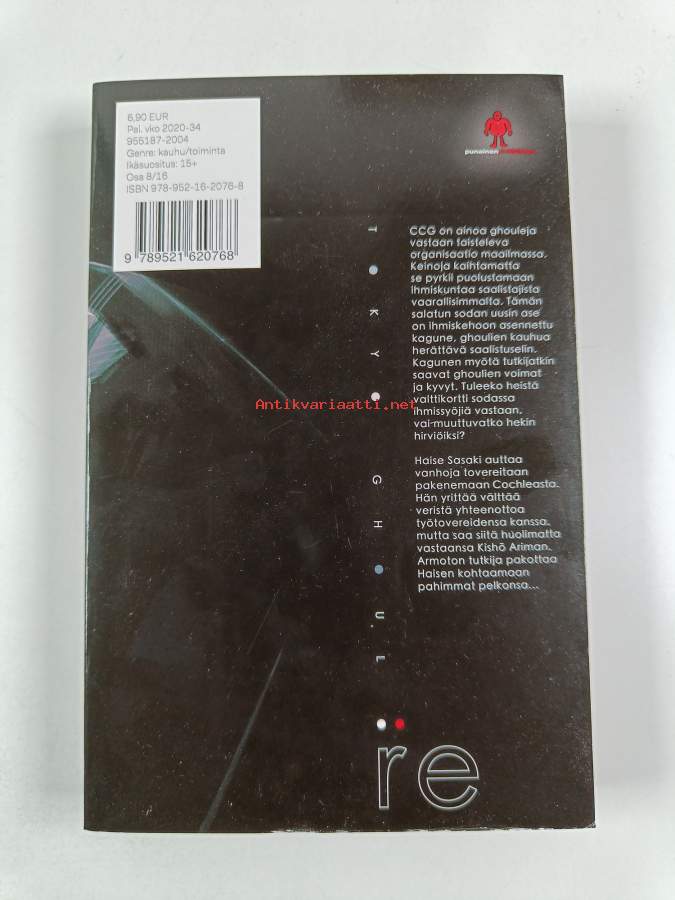 6,90 EUR
Pal. vko 2020-34
955187-2004
Genre: kauhu/toiminta
Ikäsuositus: 15+
Osa 8/16
ISBN 978-952-16-2076-8
9 789521 620768
punainen
CCG on ainoa ghouleja
vastaan taisteleva
organisaatio maailmassa.
Keinoja kaihtamatta
se pyrkii puolustamaan
ihmiskuntaa saalistajista
vaarallisimmalta. Tämän
salatun sodan uusin ase
on ihmiskehoon asennettu
kagune, ghoulien kauhua
herättävä saalistuselin.
Kagunen myötä tutkijatkin
saavat ghoulien voimat
ja kyvyt. Tuleeko heistä
valttikortti sodassa
ihmissyöjiä vastaan,
vai muuttuvatko hekin
hirviöiksi?
Haise Sasaki auttaa
vanhoja tovereitaan
pakenemaan Cochleasta.
Hän yrittää välttää
veristä yhteenottoa
työtovereidensa kanssa,
mutta saa siitä huolimatta
vastaansa Kishō Ariman.
Armoton tutkija pakottaa
Haisen kohtaamaan
pahimmat pelkonsa...
TOKYO GHOUL
:re
Antikvariaatti.net